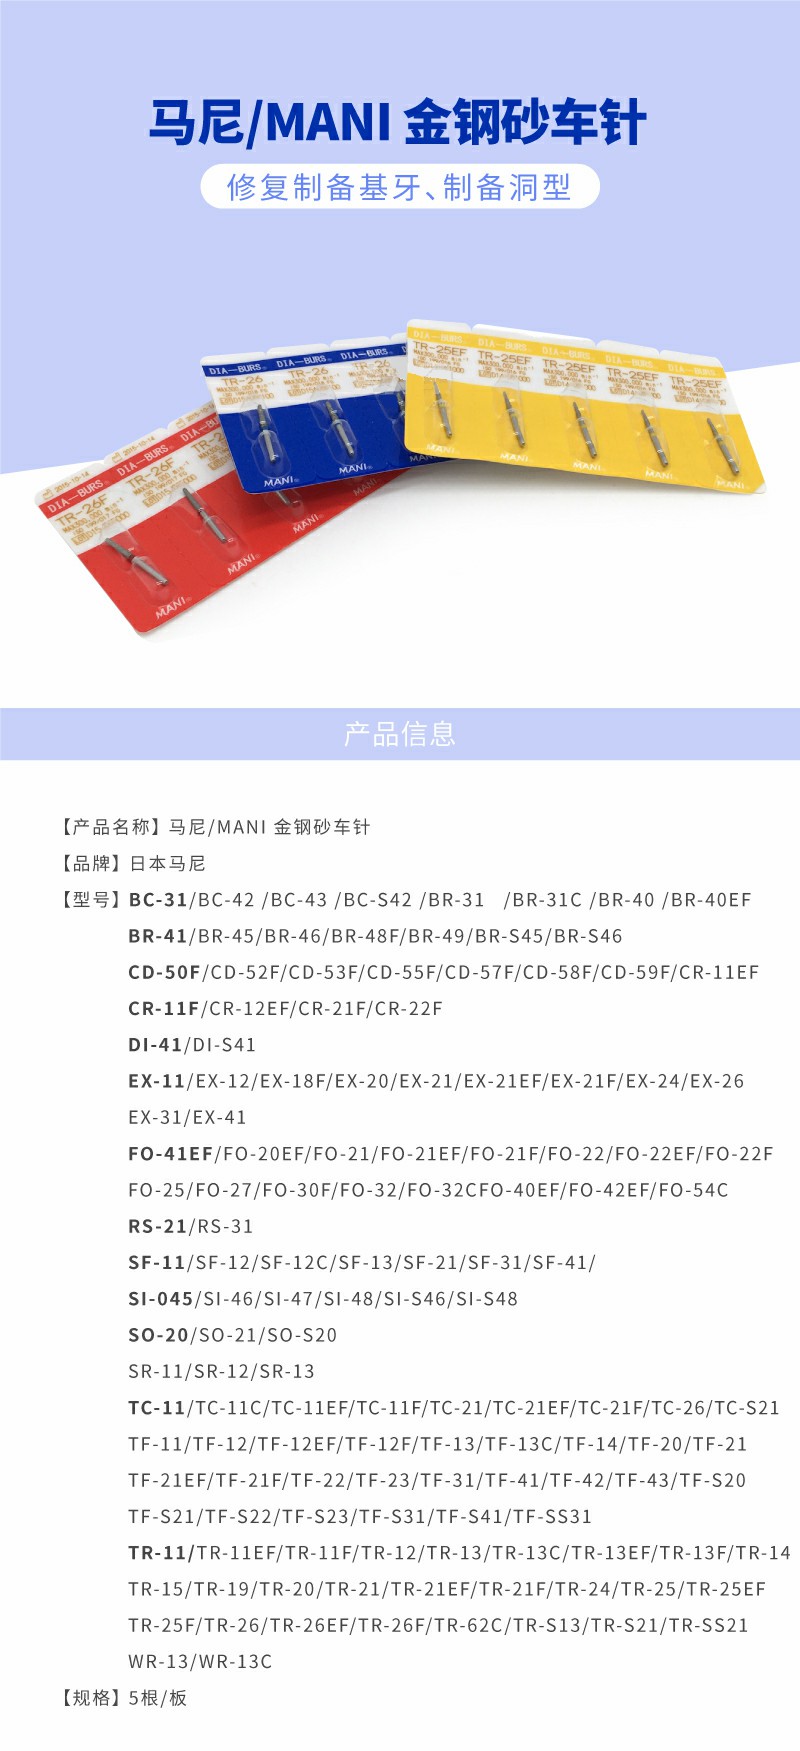 马尼/MANI 金钢砂车针
修复制备基牙、制备洞型
DIA—BURS
DIA—BURS
DIA—BURS
TR-26
TR-26
TR-26
MANI
MANI
TR-25EF
TR-25EF
TR-25EF
TR-25EF
TR-25EF
MANI
MANI
MANI
MANI
MANI
DIA—BURS
DIA—BURS
TR-26F
TR-26F
MANI
MANI
MANI
产品信息
【产品名称】马尼/MANI 金钢砂车针
【品牌】日本马尼
【型号】BC-31/BC-42 /BC-43 /BC-S42 /BR-31 /BR-31C /BR-40 /BR-40EF
BR-41/BR-45/BR-46/BR-48F/BR-49/BR-S45/BR-S46
CD-50F/CD-52F/CD-53F/CD-55F/CD-57F/CD-58F/CD-59F/CR-11EF
CR-11F/CR-12EF/CR-21F/CR-22F
DI-41/DI-S41
EX-11/EX-12/EX-18F/EX-20/EX-21/EX-21EF/EX-21F/EX-24/EX-26
EX-31/EX-41
FO-41EF/FO-20EF/FO-21/FO-21EF/FO-21F/FO-22/FO-22EF/FO-22F
FO-25/FO-27/FO-30F/FO-32/FO-32CFO-40EF/FO-42EF/FO-54C
RS-21/RS-31
SF-11/SF-12/SF-12C/SF-13/SF-21/SF-31/SF-41/
SI-045/SI-46/SI-47/SI-48/SI-S46/SI-S48
SO-20/SO-21/SO-S20
SR-11/SR-12/SR-13
TC-11/TC-11C/TC-11EF/TC-11F/TC-21/TC-21EF/TC-21F/TC-26/TC-S21
TF-11/TF-12/TF-12EF/TF-12F/TF-13/TF-13C/TF-14/TF-20/TF-21
TF-21EF/TF-21F/TF-22/TF-23/TF-31/TF-41/TF-42/TF-43/TF-S20
TF-S21/TF-S22/TF-S23/TF-S31/TF-S41/TF-SS31
TR-11/TR-11EF/TR-11F/TR-12/TR-13/TR-13C/TR-13EF/TR-13F/TR-14
TR-15/TR-19/TR-20/TR-21/TR-21EF/TR-21F/TR-24/TR-25/TR-25EF
TR-25F/TR-26/TR-26EF/TR-26F/TR-62C/TR-S13/TR-S21/TR-SS21
WR-13/WR-13C
【规格】5根/板